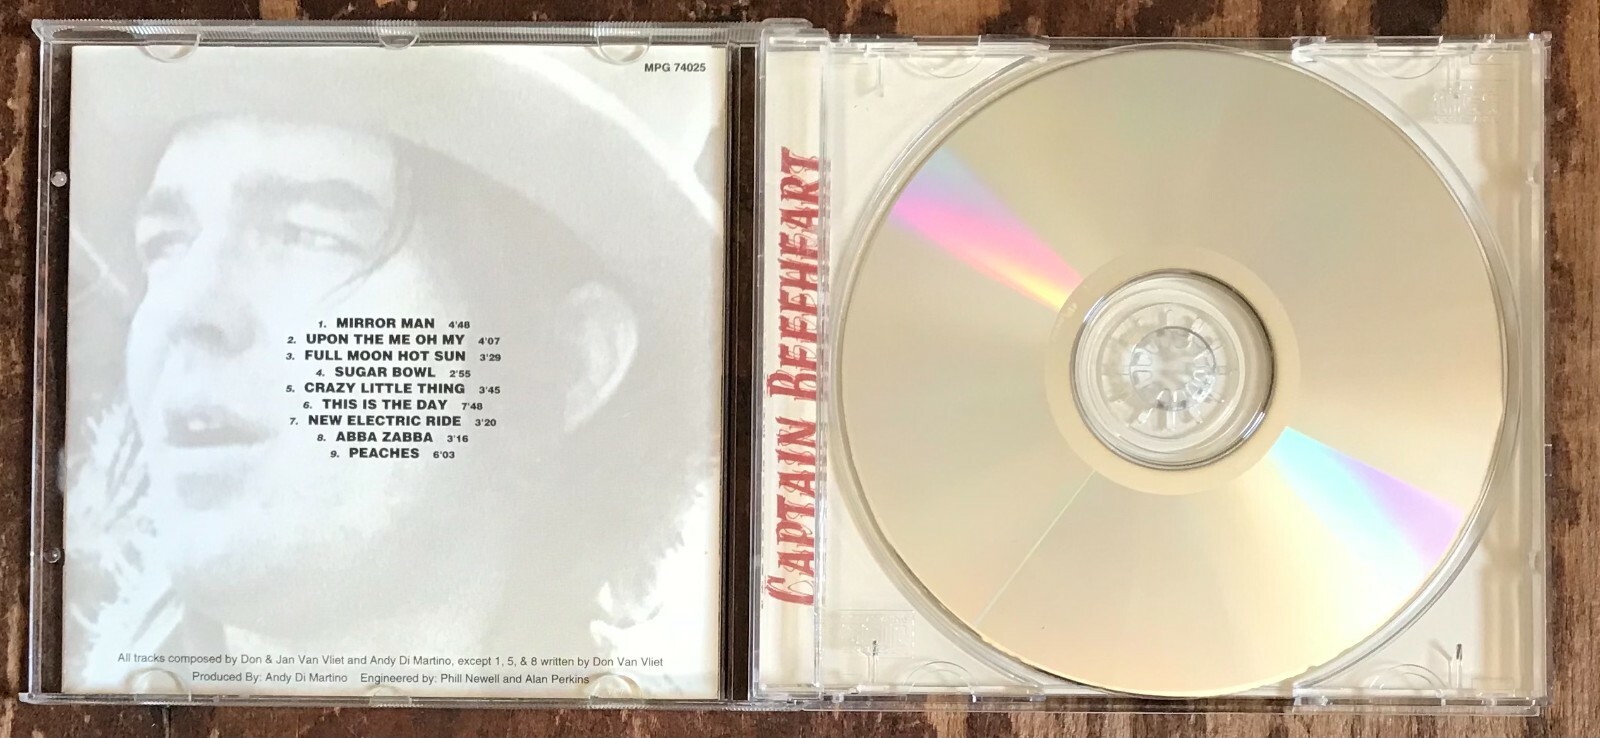 MPG 74025
1. MIRROR MAN 4'48
2. UPON THE ME OH MY 4'07
3. FULL MOON HOT SUN 3'29
4. SUGAR BOWL 2'55
5. CRAZY LITTLE THING 3'45
6. THIS IS THE DAY 7'48
7. NEW ELECTRIC RIDE 3'20
8. ABBA ZABBA 3'16
9. PEACHES 6'03
All tracks composed by Don & Jan Van Vliet and Andy Di Martino, except 1, 5, & 8 written by Don Van Vliet
Produced By: Andy Di Martino Engineered by: Phill Newell and Alan Perkins
CAPTAIN BEEFHEART